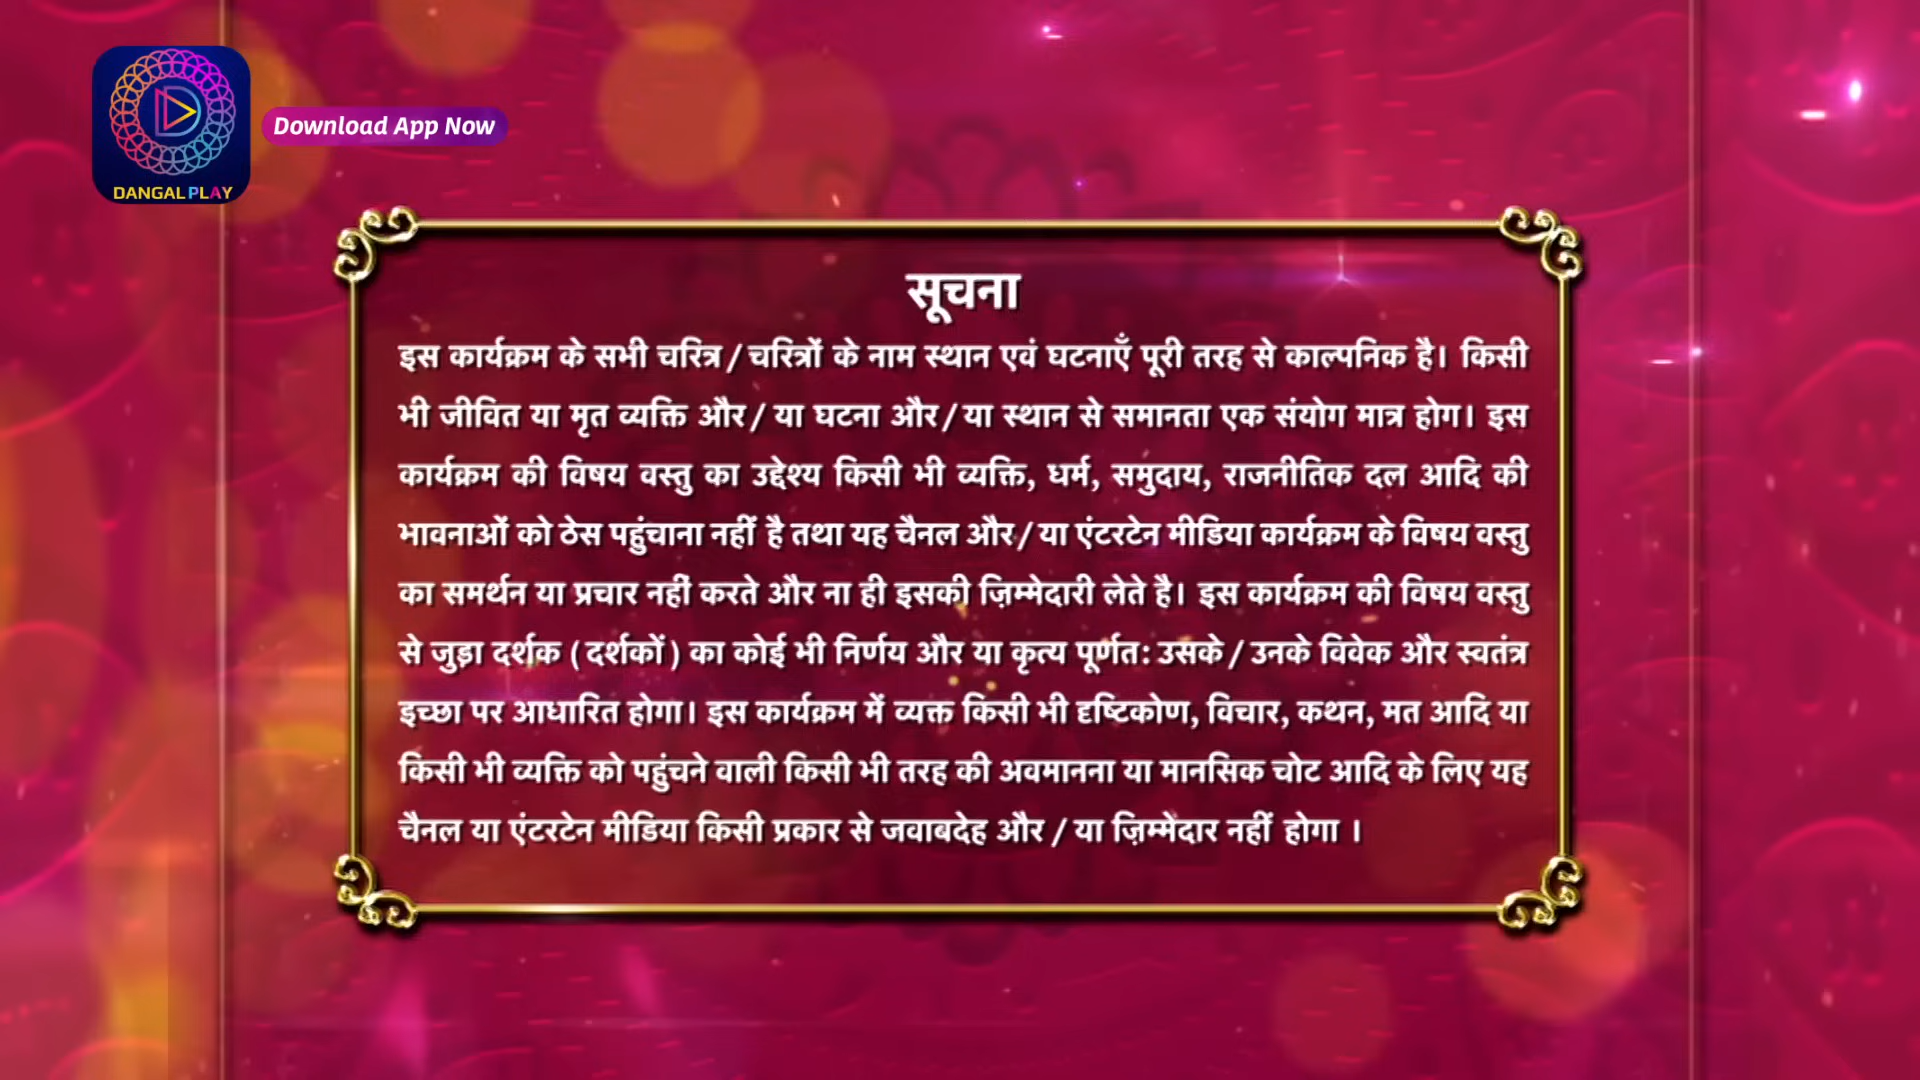 DANGAL PLAY
Download App Now
सूचना
इस कार्यक्रम के सभी चरित्र/चरित्रों के नाम स्थान एवं घटनाएँ पूरी तरह से काल्पनिक है। किसी
भी जीवित या मृत व्यक्ति और/ या घटना और/या स्थान से समानता एक संयोग मात्र होग। इस
कार्यक्रम की विषय वस्तु का उद्देश्य किसी भी व्यक्ति, धर्म, समुदाय, राजनीतिक दल आदि की
भावनाओं को ठेस पहुंचाना नहीं है तथा यह चैनल और/या एंटरटेन मीडिया कार्यक्रम के विषय वस्तु
का समर्थन या प्रचार नहीं करते और ना ही इसकी ज़िम्मेदारी लेते है। इस कार्यक्रम की विषय वस्तु
से जुड़ा दर्शक (दर्शकों) का कोई भी निर्णय और या कृत्य पूर्णत: उसके/ उनके विवेक और स्वतंत्र
इच्छा पर आधारित होगा। इस कार्यक्रम में व्यक्त किसी भी दृष्टिकोण, विचार, कथन, मत आदि या
किसी भी व्यक्ति को पहुंचने वाली किसी भी तरह की अवमानना या मानसिक चोट आदि के लिए यह
चैनल या एंटरटेन मीडिया किसी प्रकार से जवाबदेह और / या ज़िम्मेदार नहीं होगा ।